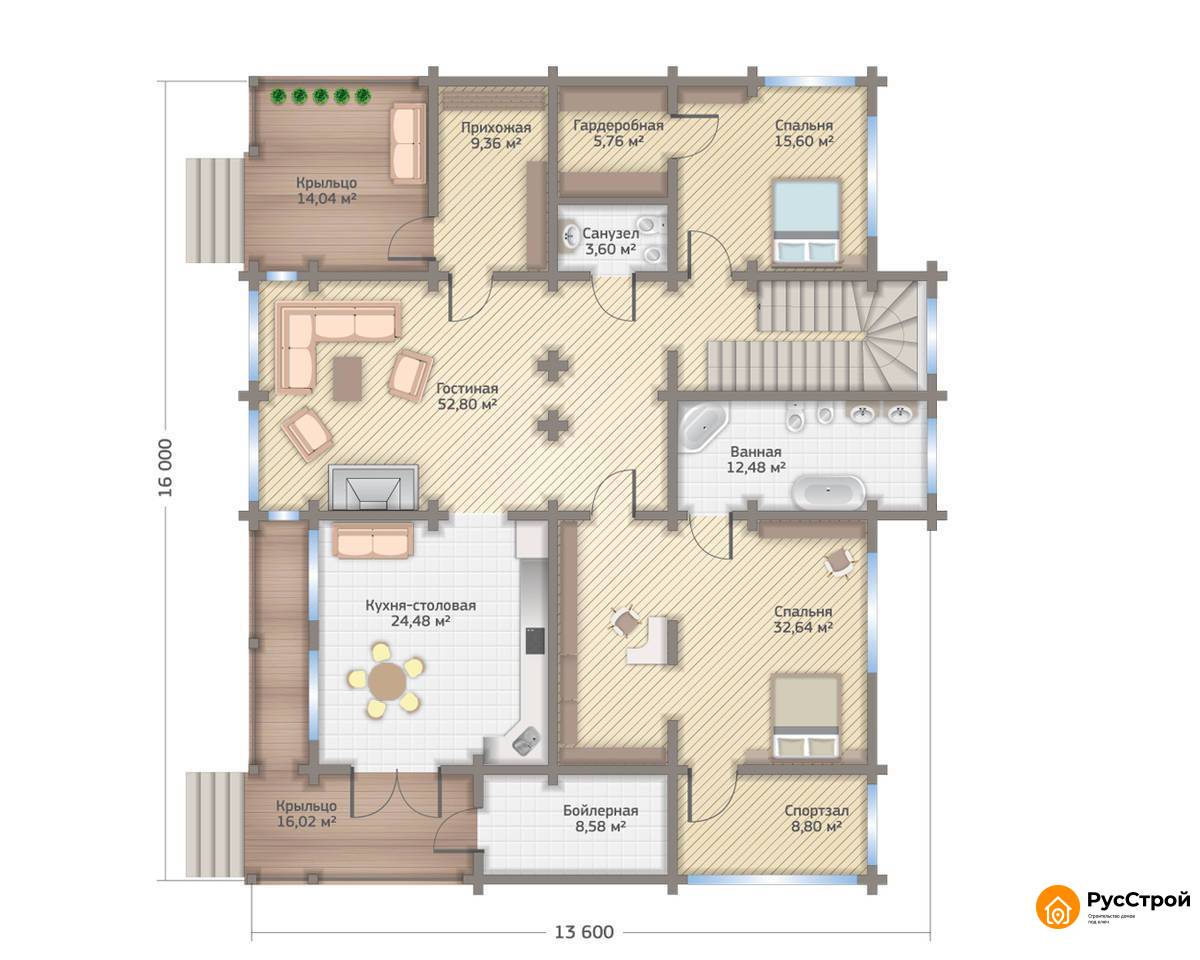 Прихожая
9,36 м²
Гардеробная
5,76 м²
Спальня
15,60 м²
Крыльцо
14,04 м²
Санузел
3,60 м²
Гостиная
52,80 м²
Ванная
12,48 м²
16 000
Кухня-столовая
24,48 м²
Спальня
32,64 м²
Крыльцо
16,02 м²
Бойлерная
8,58 м²
Спортзал
8,80 м²
13 600
РусСтрой
Строительство домов
под ключ